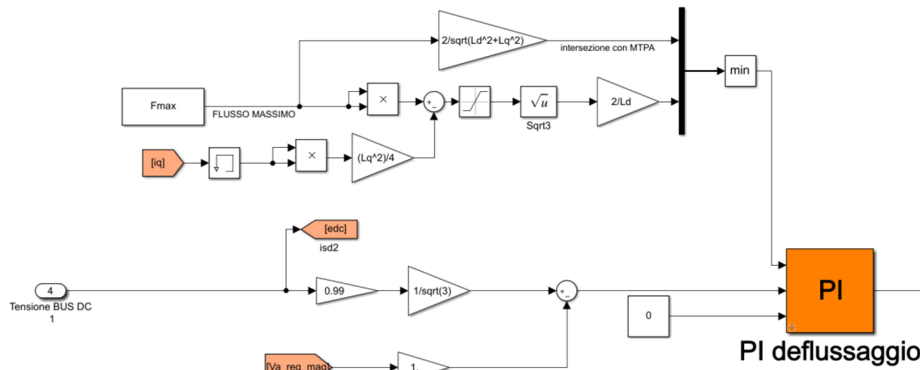 2/sqrt(Ld^2+Lq^2)
intersezione con MTPA
min
Fmax
FLUSSO MASSIMO
×
+
−
√u
Sqrt3
2/Ld
[iq]
×
(Lq^2)/4
[edc]
isd2
4
Tensione BUS DC
1
0.99
1/sqrt(3)
+
−
0
PI
PI deflussaggio
[Va_reg_mag]